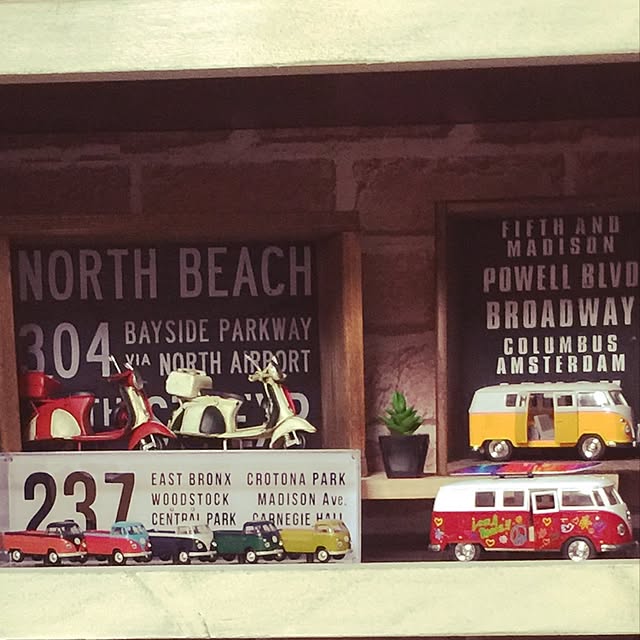 NORTH BEACH
304
BAYSIDE PARKWAY
VIA NORTH AIRPORT
237
EAST BRONX CROTONA PARK
WOODSTOCK MADISON Ave.
CENTRAL PARK CARNEGIE HALL
FIFTH AND
MADISON
POWELL BLVD
BROADWAY
COLUMBUS
AMSTERDAM